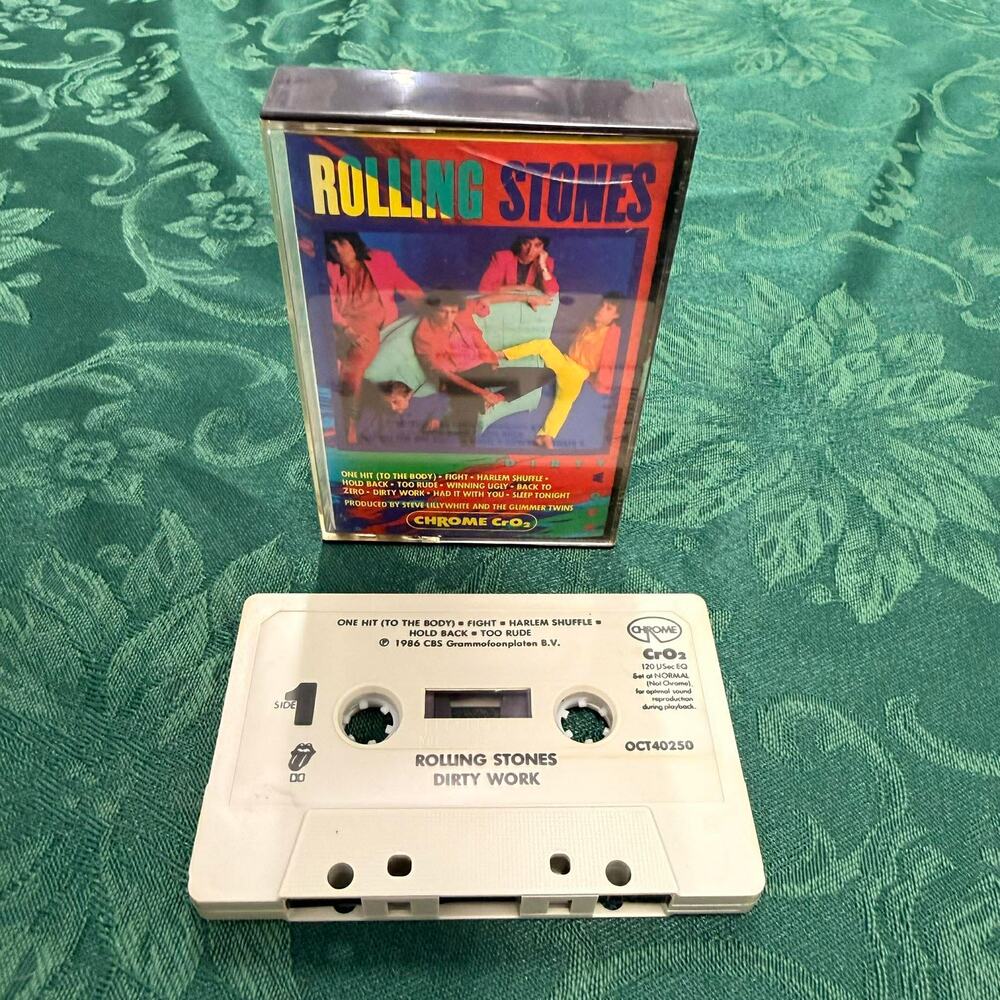 ROLLING STONES
DIRTY
ONE HIT (TO THE BODY) • FIGHT • HARLEM SHUFFLE •
HOLD BACK • TOO RUDE • WINNING UGLY • BACK TO
ZERO • DIRTY WORK • HAD IT WITH YOU • SLEEP TONIGHT
PRODUCED BY STEVE LILLYWHITE AND THE GLIMMER TWINS
CHROME CrO₂
ONE HIT (TO THE BODY) ■ FIGHT ■ HARLEM SHUFFLE ■
HOLD BACK ■ TOO RUDE
℗ 1986 CBS Grammofoonplaten B.V.
CHROME
CrO₂
120 µSec EQ
Set at NORMAL
(Not Chrome),
for optimal sound
reproduction
during playback.
SIDE 1
OCT40250
ROLLING STONES
DIRTY WORK